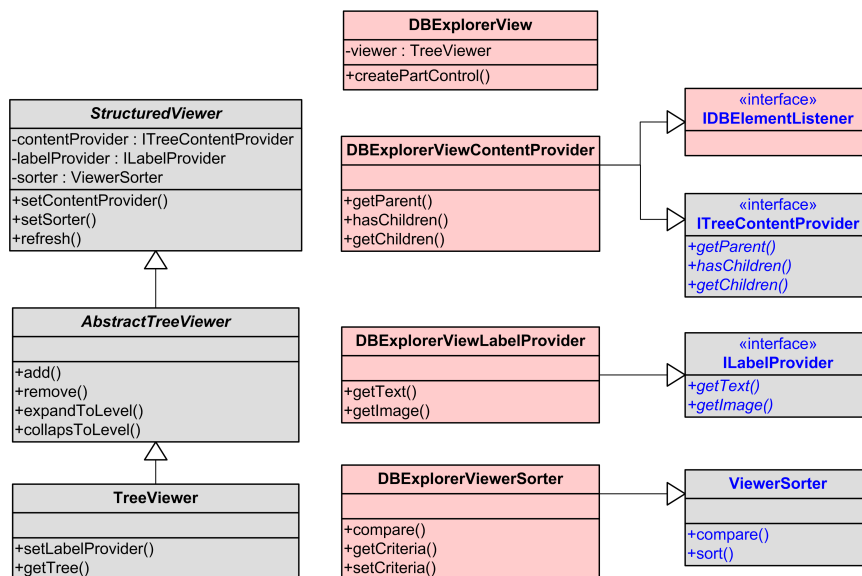 DBExplorerView
-viewer : TreeViewer
+createPartControl()
StructuredViewer
-contentProvider : ITreeContentProvider
-labelProvider : ILabelProvider
-sorter : ViewerSorter
+setContentProvider()
+setSorter()
+refresh()
AbstractTreeViewer
+add()
+remove()
+expandToLevel()
+collapsToLevel()
TreeViewer
+setLabelProvider()
+getTree()
DBExplorerViewContentProvider
+getParent()
+hasChildren()
+getChildren()
DBExplorerViewLabelProvider
+getText()
+getImage()
DBExplorerViewerSorter
+compare()
+getCriteria()
+setCriteria()
«interface»
IDBElementListener
«interface»
ITreeContentProvider
+getParent()
+hasChildren()
+getChildren()
«interface»
ILabelProvider
+getText()
+getImage()
ViewerSorter
+compare()
+sort()